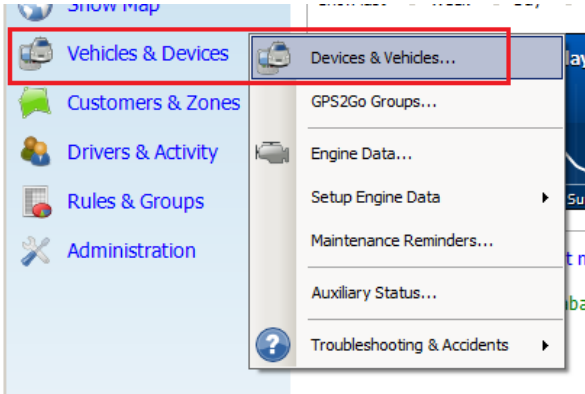 Show Map
Vehicles & Devices
Devices & Vehicles...
Customers & Zones
GPS2Go Groups...
Drivers & Activity
Engine Data...
Rules & Groups
Setup Engine Data
Su
Administration
Maintenance Reminders...
Auxiliary Status...
Troubleshooting & Accidents